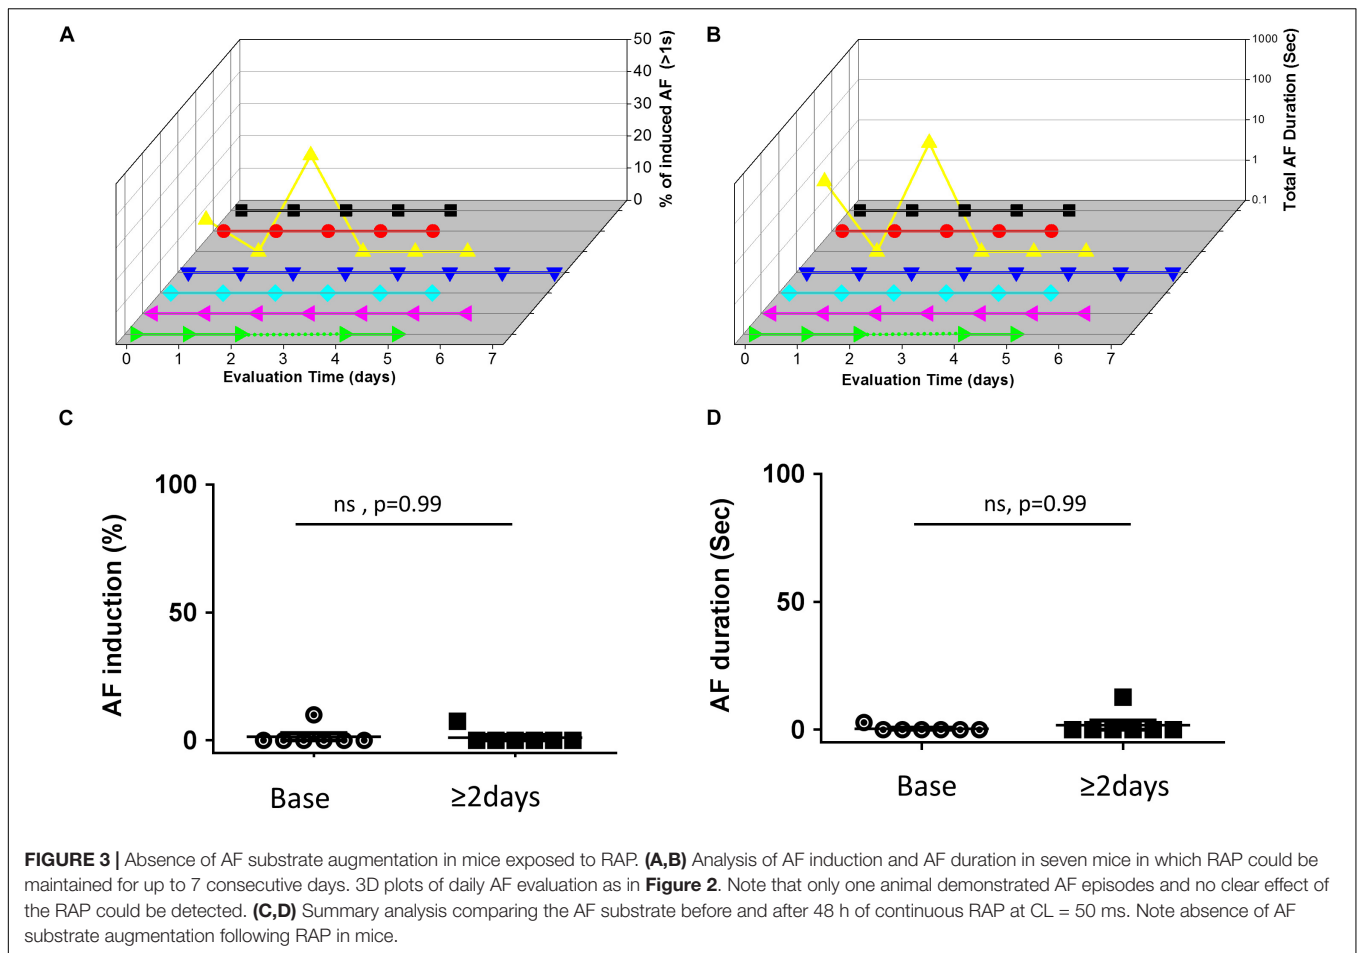 A
50
40
30
20
10
0
% of induced AF (>1s)
0 1 2 3 4 5 6 7
Evaluation Time (days)
B
1000
100
10
1
0.1
Total AF Duration (Sec)
0 1 2 3 4 5 6 7
Evaluation Time (days)
C
100
50
0
AF induction (%)
ns , p=0.99
Base ≥2days
D
100
50
0
AF duration (Sec)
ns, p=0.99
Base ≥2days
FIGURE 3 | Absence of AF substrate augmentation in mice exposed to RAP. (A,B) Analysis of AF induction and AF duration in seven mice in which RAP could be
maintained for up to 7 consecutive days. 3D plots of daily AF evaluation as in Figure 2. Note that only one animal demonstrated AF episodes and no clear effect of
the RAP could be detected. (C,D) Summary analysis comparing the AF substrate before and after 48 h of continuous RAP at CL = 50 ms. Note absence of AF
substrate augmentation following RAP in mice.